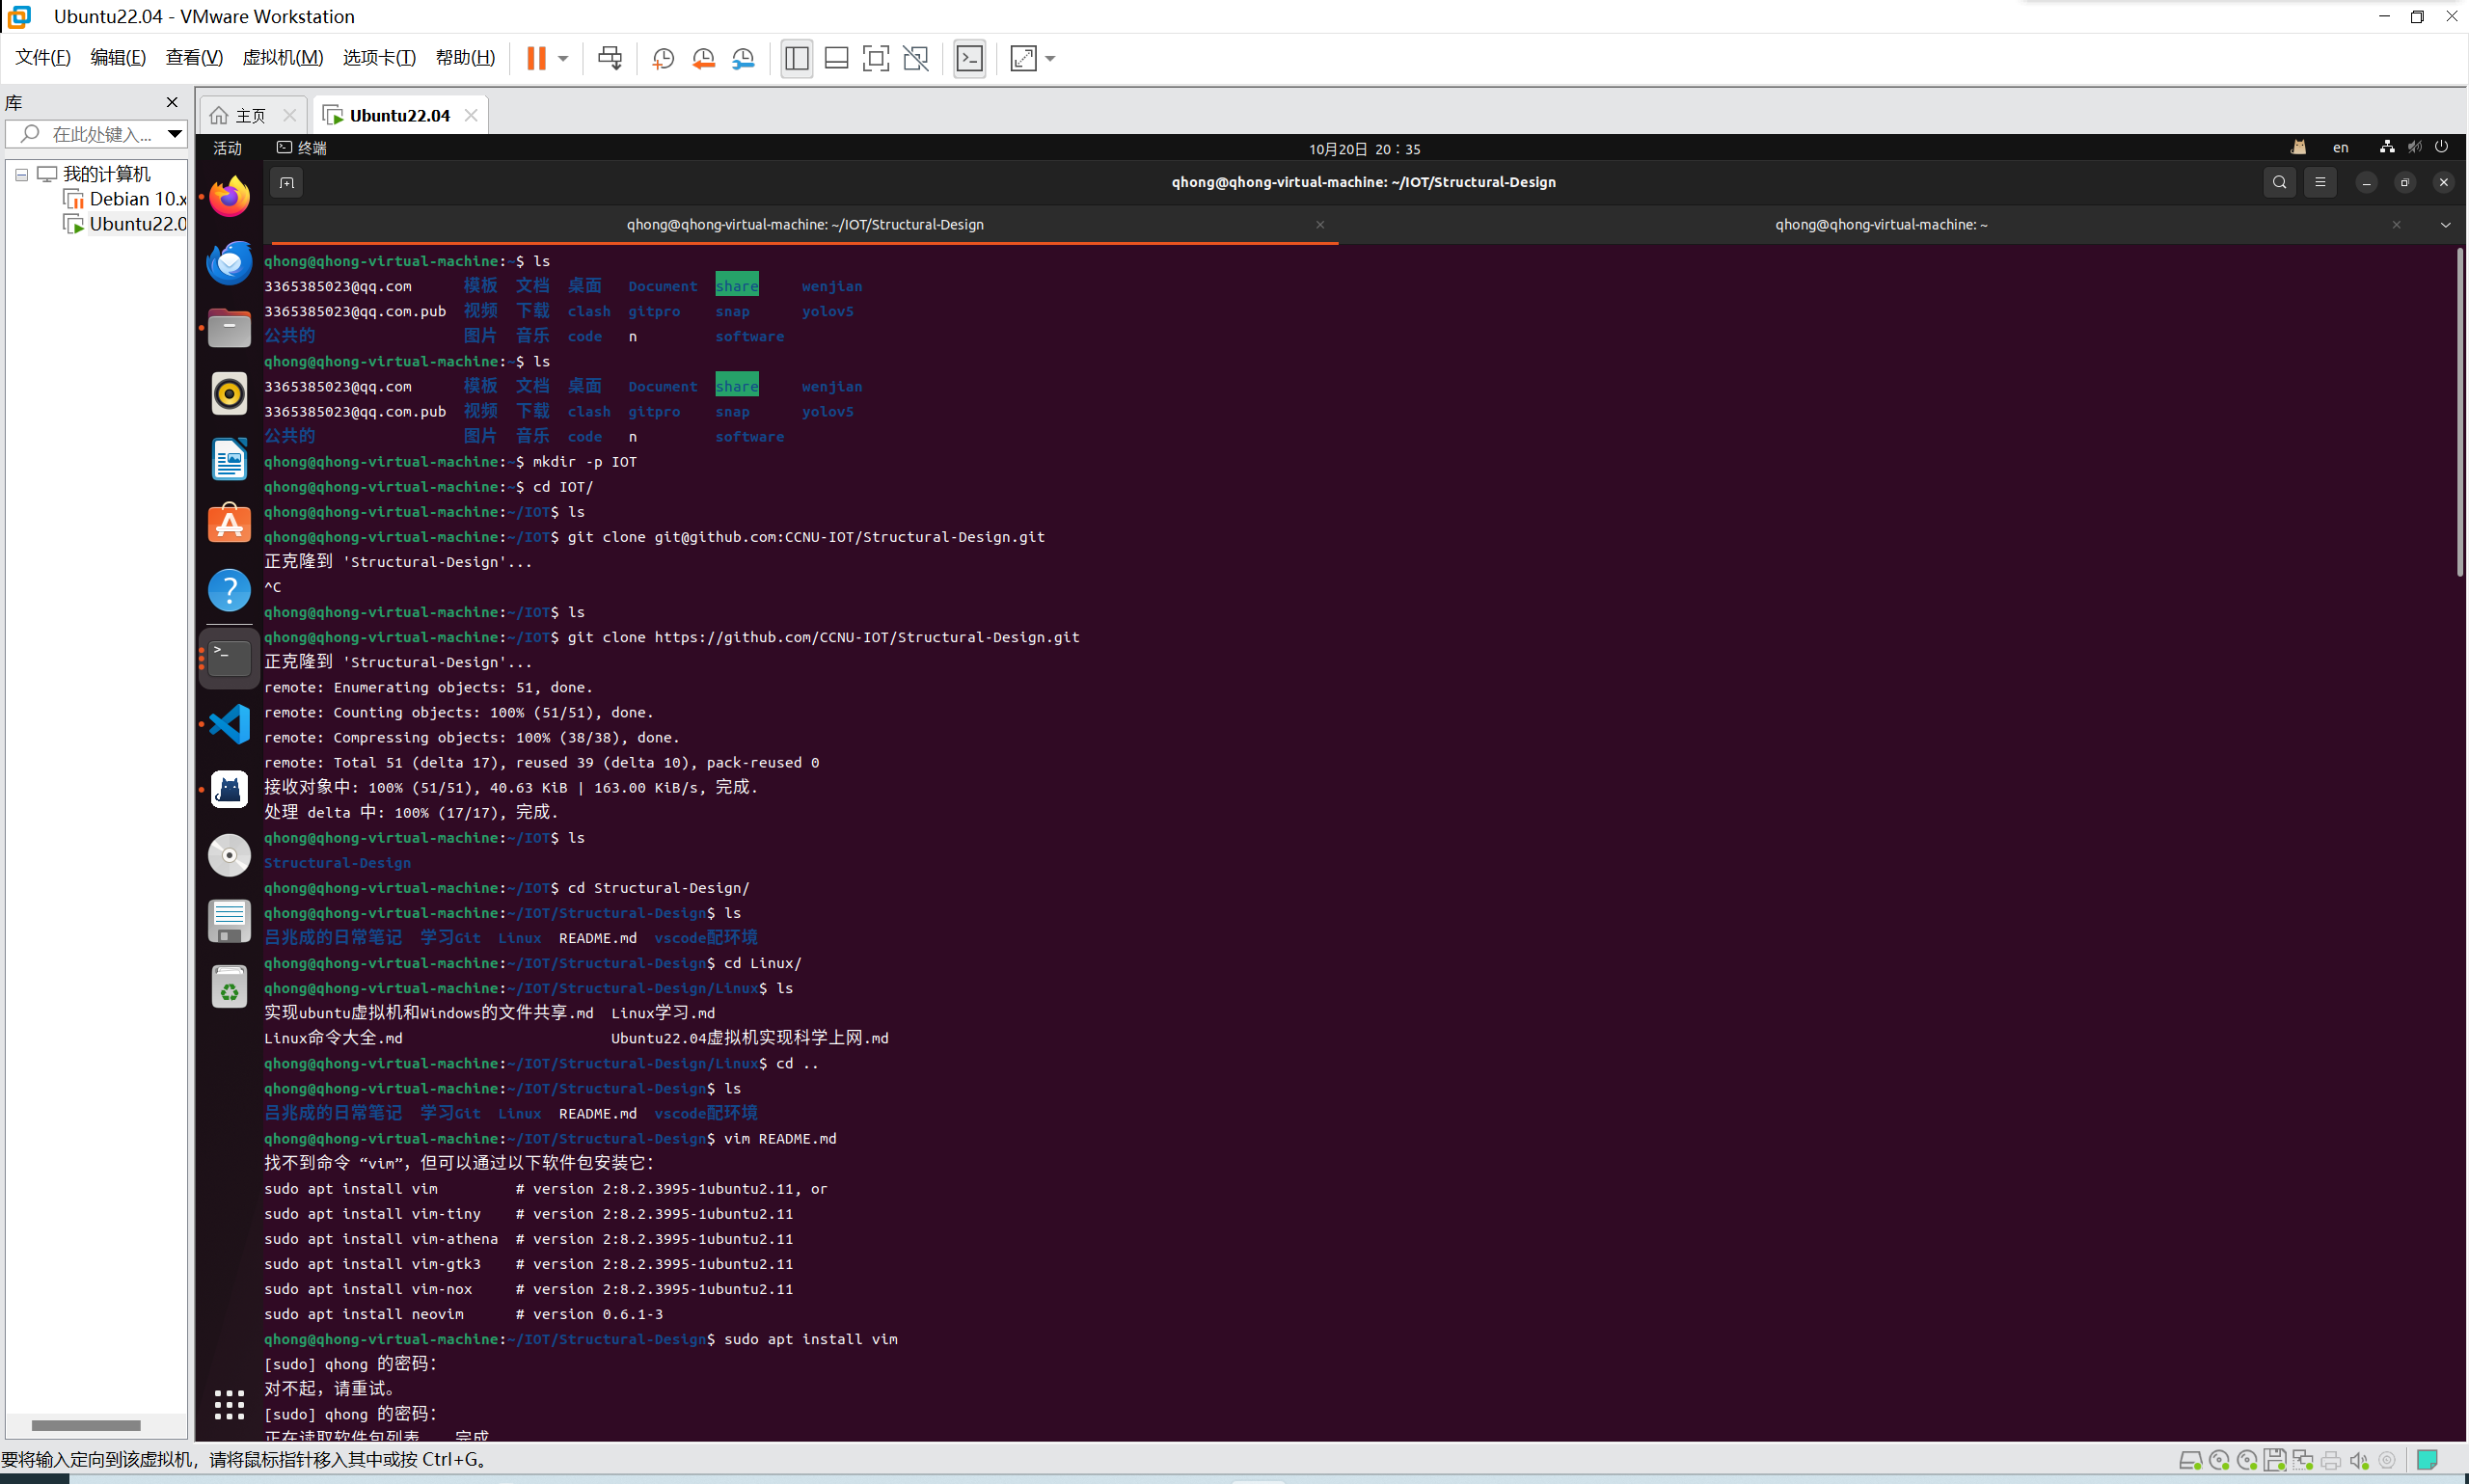 Ubuntu22.04 - VMware Workstation
文件(F) 编辑(E) 查看(V) 虚拟机(M) 选项卡(T) 帮助(H)
库
在此处键入...
我的计算机
Debian 10.x
Ubuntu22.0
主页 Ubuntu22.04
活动 终端 10月20日 20：35 en
qhong@qhong-virtual-machine: ~/IOT/Structural-Design
qhong@qhong-virtual-machine: ~/IOT/Structural-Design qhong@qhong-virtual-machine: ~
qhong@qhong-virtual-machine:~$ ls
3365385023@qq.com 模板 文档 桌面 Document share wenjian
3365385023@qq.com.pub 视频 下载 clash gitpro snap yolov5
公共的 图片 音乐 code n software
qhong@qhong-virtual-machine:~$ ls
3365385023@qq.com 模板 文档 桌面 Document share wenjian
3365385023@qq.com.pub 视频 下载 clash gitpro snap yolov5
公共的 图片 音乐 code n software
qhong@qhong-virtual-machine:~$ mkdir -p IOT
qhong@qhong-virtual-machine:~$ cd IOT/
qhong@qhong-virtual-machine:~/IOT$ ls
qhong@qhong-virtual-machine:~/IOT$ git clone git@github.com:CCNU-IOT/Structural-Design.git
正克隆到 'Structural-Design'...
^C
qhong@qhong-virtual-machine:~/IOT$ ls
qhong@qhong-virtual-machine:~/IOT$ git clone https://github.com/CCNU-IOT/Structural-Design.git
正克隆到 'Structural-Design'...
remote: Enumerating objects: 51, done.
remote: Counting objects: 100% (51/51), done.
remote: Compressing objects: 100% (38/38), done.
remote: Total 51 (delta 17), reused 39 (delta 10), pack-reused 0
接收对象中: 100% (51/51), 40.63 KiB | 163.00 KiB/s, 完成.
处理 delta 中: 100% (17/17), 完成.
qhong@qhong-virtual-machine:~/IOT$ ls
Structural-Design
qhong@qhong-virtual-machine:~/IOT$ cd Structural-Design/
qhong@qhong-virtual-machine:~/IOT/Structural-Design$ ls
吕兆成的日常笔记 学习Git Linux README.md vscode配环境
qhong@qhong-virtual-machine:~/IOT/Structural-Design$ cd Linux/
qhong@qhong-virtual-machine:~/IOT/Structural-Design/Linux$ ls
实现ubuntu虚拟机和Windows的文件共享.md Linux学习.md
Linux命令大全.md Ubuntu22.04虚拟机实现科学上网.md
qhong@qhong-virtual-machine:~/IOT/Structural-Design/Linux$ cd ..
qhong@qhong-virtual-machine:~/IOT/Structural-Design$ ls
吕兆成的日常笔记 学习Git Linux README.md vscode配环境
qhong@qhong-virtual-machine:~/IOT/Structural-Design$ vim README.md
找不到命令 “vim”，但可以通过以下软件包安装它：
sudo apt install vim # version 2:8.2.3995-1ubuntu2.11, or
sudo apt install vim-tiny # version 2:8.2.3995-1ubuntu2.11
sudo apt install vim-athena # version 2:8.2.3995-1ubuntu2.11
sudo apt install vim-gtk3 # version 2:8.2.3995-1ubuntu2.11
sudo apt install vim-nox # version 2:8.2.3995-1ubuntu2.11
sudo apt install neovim # version 0.6.1-3
qhong@qhong-virtual-machine:~/IOT/Structural-Design$ sudo apt install vim
[sudo] qhong 的密码：
对不起，请重试。
[sudo] qhong 的密码：
正在读取软件包列表... 完成
要将输入定向到该虚拟机，请将鼠标指针移入其中或按 Ctrl+G。